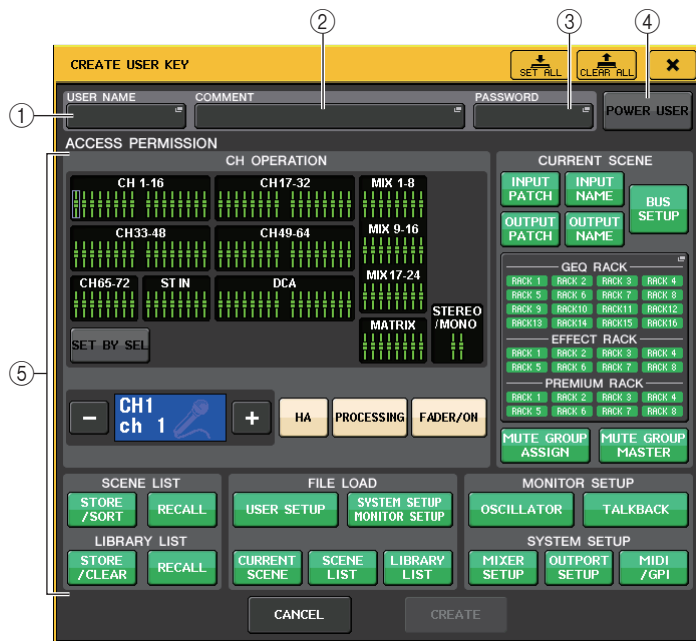 ① ② ③ ④
CREATE USER KEY
SET ALL
CLEAR ALL
USER NAME
COMMENT
PASSWORD
POWER USER
ACCESS PERMISSION
⑤
CH OPERATION
CH 1-16
CH17-32
MIX 1-8
CH33-48
CH49-64
MIX 9-16
CH65-72
ST IN
DCA
MIX17-24
STEREO
/MONO
MATRIX
SET BY SEL
CH1
ch 1
HA
PROCESSING
FADER/ON
CURRENT SCENE
INPUT
PATCH
INPUT
NAME
BUS
SETUP
OUTPUT
PATCH
OUTPUT
NAME
GEQ RACK
RACK 1 RACK 2 RACK 3 RACK 4
RACK 5 RACK 6 RACK 7 RACK 8
RACK 9 RACK10 RACK11 RACK12
RACK13 RACK14 RACK15 RACK16
EFFECT RACK
RACK 1 RACK 2 RACK 3 RACK 4
RACK 5 RACK 6 RACK 7 RACK 8
PREMIUM RACK
RACK 1 RACK 2 RACK 3 RACK 4
RACK 5 RACK 6 RACK 7 RACK 8
MUTE GROUP
ASSIGN
MUTE GROUP
MASTER
SCENE LIST
STORE
/SORT
RECALL
LIBRARY LIST
STORE
/CLEAR
RECALL
FILE LOAD
USER SETUP
SYSTEM SETUP
MONITOR SETUP
CURRENT
SCENE
SCENE
LIST
LIBRARY
LIST
MONITOR SETUP
OSCILLATOR
TALKBACK
SYSTEM SETUP
MIXER
SETUP
OUTPORT
SETUP
MIDI
/GPI
CANCEL
CREATE